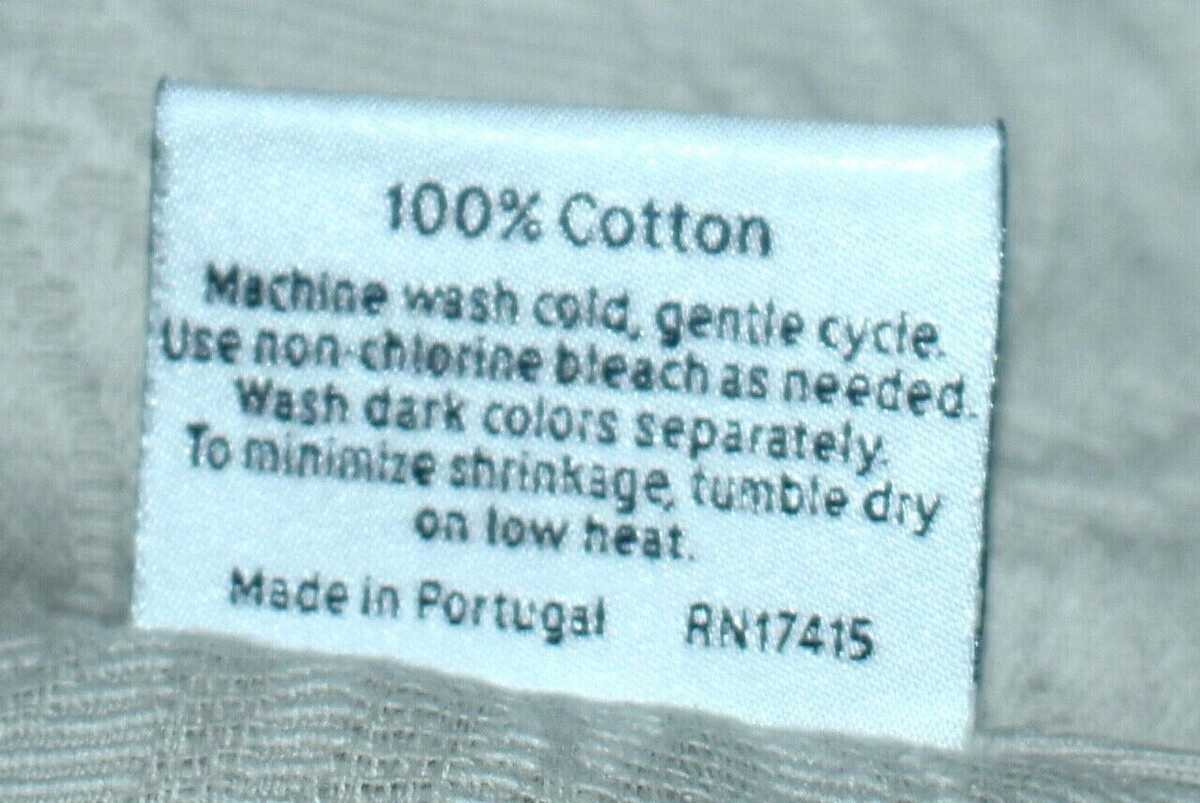 100% Cotton
Machine wash cold, gentle cycle.
Use non-chlorine bleach as needed.
Wash dark colors separately.
To minimize shrinkage, tumble dry
on low heat.
Made in Portugal RN17415